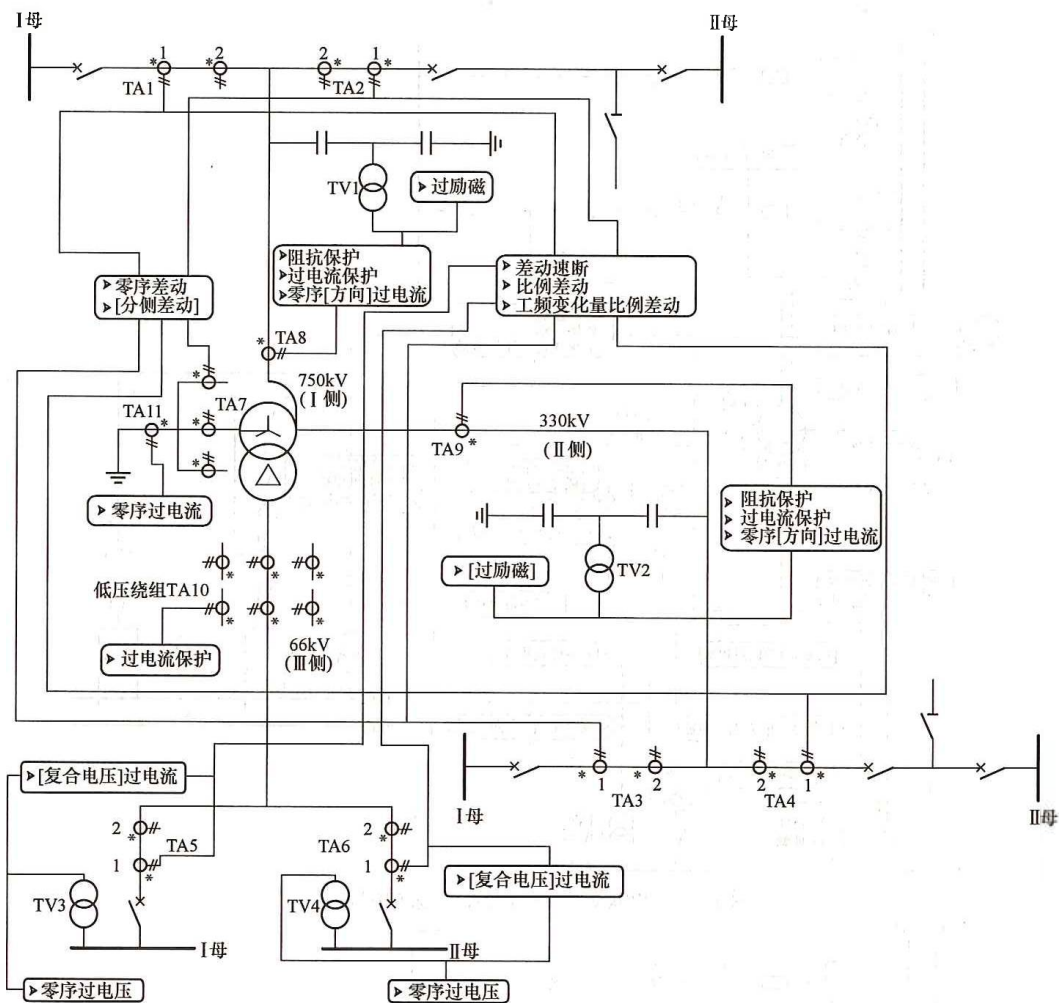 I母
II母
*1
*2
2*
1*
TA1
TA2
TV1
➤过励磁
➤阻抗保护
➤过电流保护
➤零序[方向]过电流
➤差动速断
➤比例差动
➤工频变化量比例差动
➤零序差动
➤[分侧差动]
* TA8
750kV
(I侧)
*
TA11
*
TA7
*
*
➤零序过电流
330kV
(II侧)
TA9*
➤阻抗保护
➤过电流保护
➤零序[方向]过电流
➤[过励磁]
TV2
* * *
低压绕组TA10
* * *
➤过电流保护
66kV
(III侧)
➤[复合电压]过电流
I母
*
1
*
2
TA3
2*
1*
TA4
II母
2
*
TA5
1
*
2
*
TA6
1
*
➤[复合电压]过电流
TV3
TV4
I母
II母
➤零序过电压
➤零序过电压